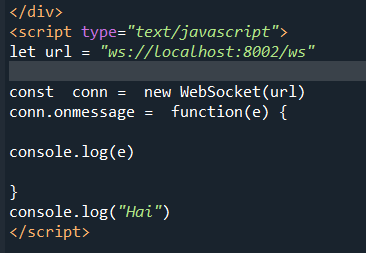 </div>
<script type="text/javascript">
let url = "ws://localhost:8002/ws"
const  conn =  new WebSocket(url)
conn.onmessage =  function(e) {
console.log(e)
}
console.log("Hai")
</script>